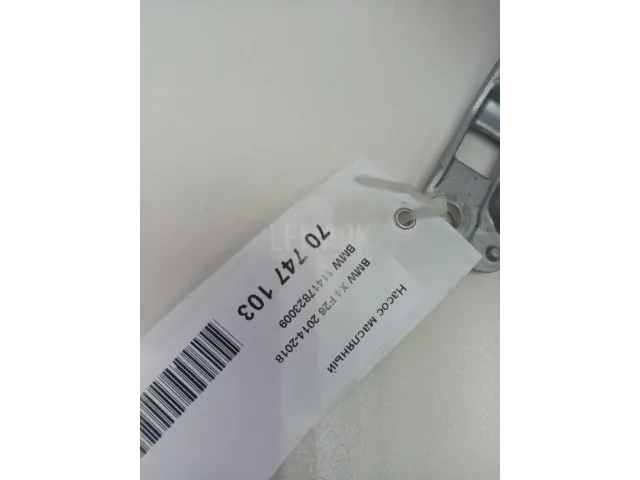 Насос масляный
BMW X4 F26 2014-2018
BMW 11417823009
70 747 103